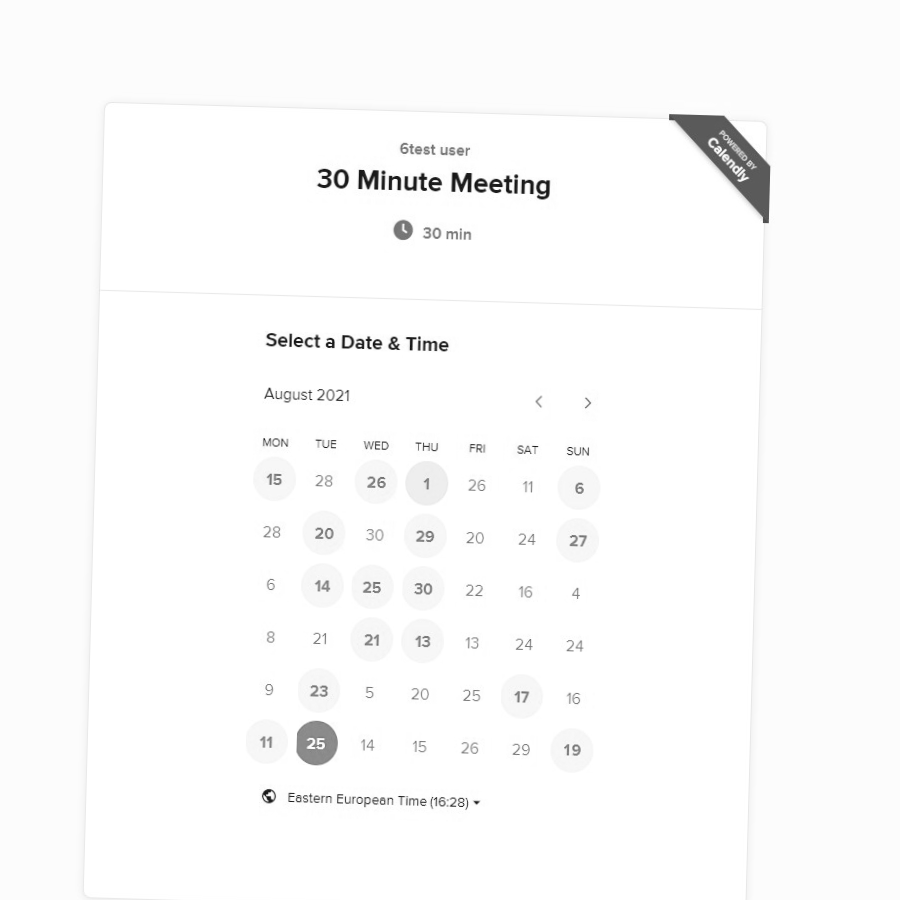 6test user
30 Minute Meeting
30 min
POWERED BY
Calendly
Select a Date & Time
August 2021
MON TUE WED THU FRI SAT SUN
15 28 26 1 26 11 6
28 20 30 29 20 24 27
6 14 25 30 22 16 4
8 21 21 13 13 24 24
9 23 5 20 25 17 16
11 25 14 15 26 29 19
Eastern European Time (16:28)